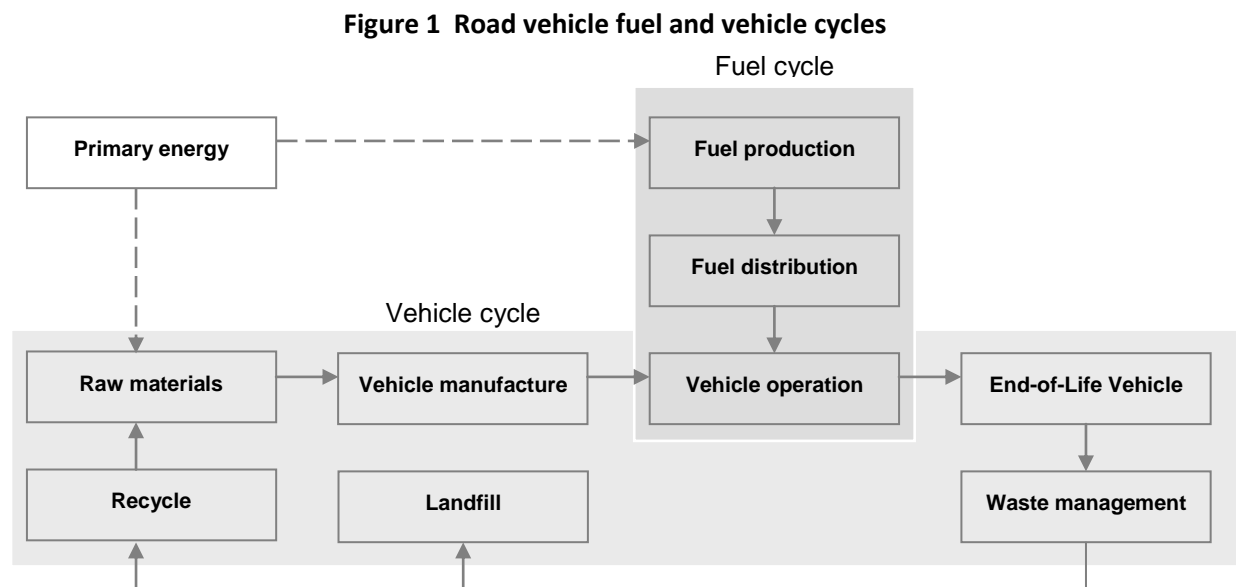 Figure 1 Road vehicle fuel and vehicle cycles
Fuel cycle
Primary energy
Fuel production
Fuel distribution
Vehicle cycle
Raw materials
Vehicle manufacture
Vehicle operation
End-of-Life Vehicle
Recycle
Landfill
Waste management